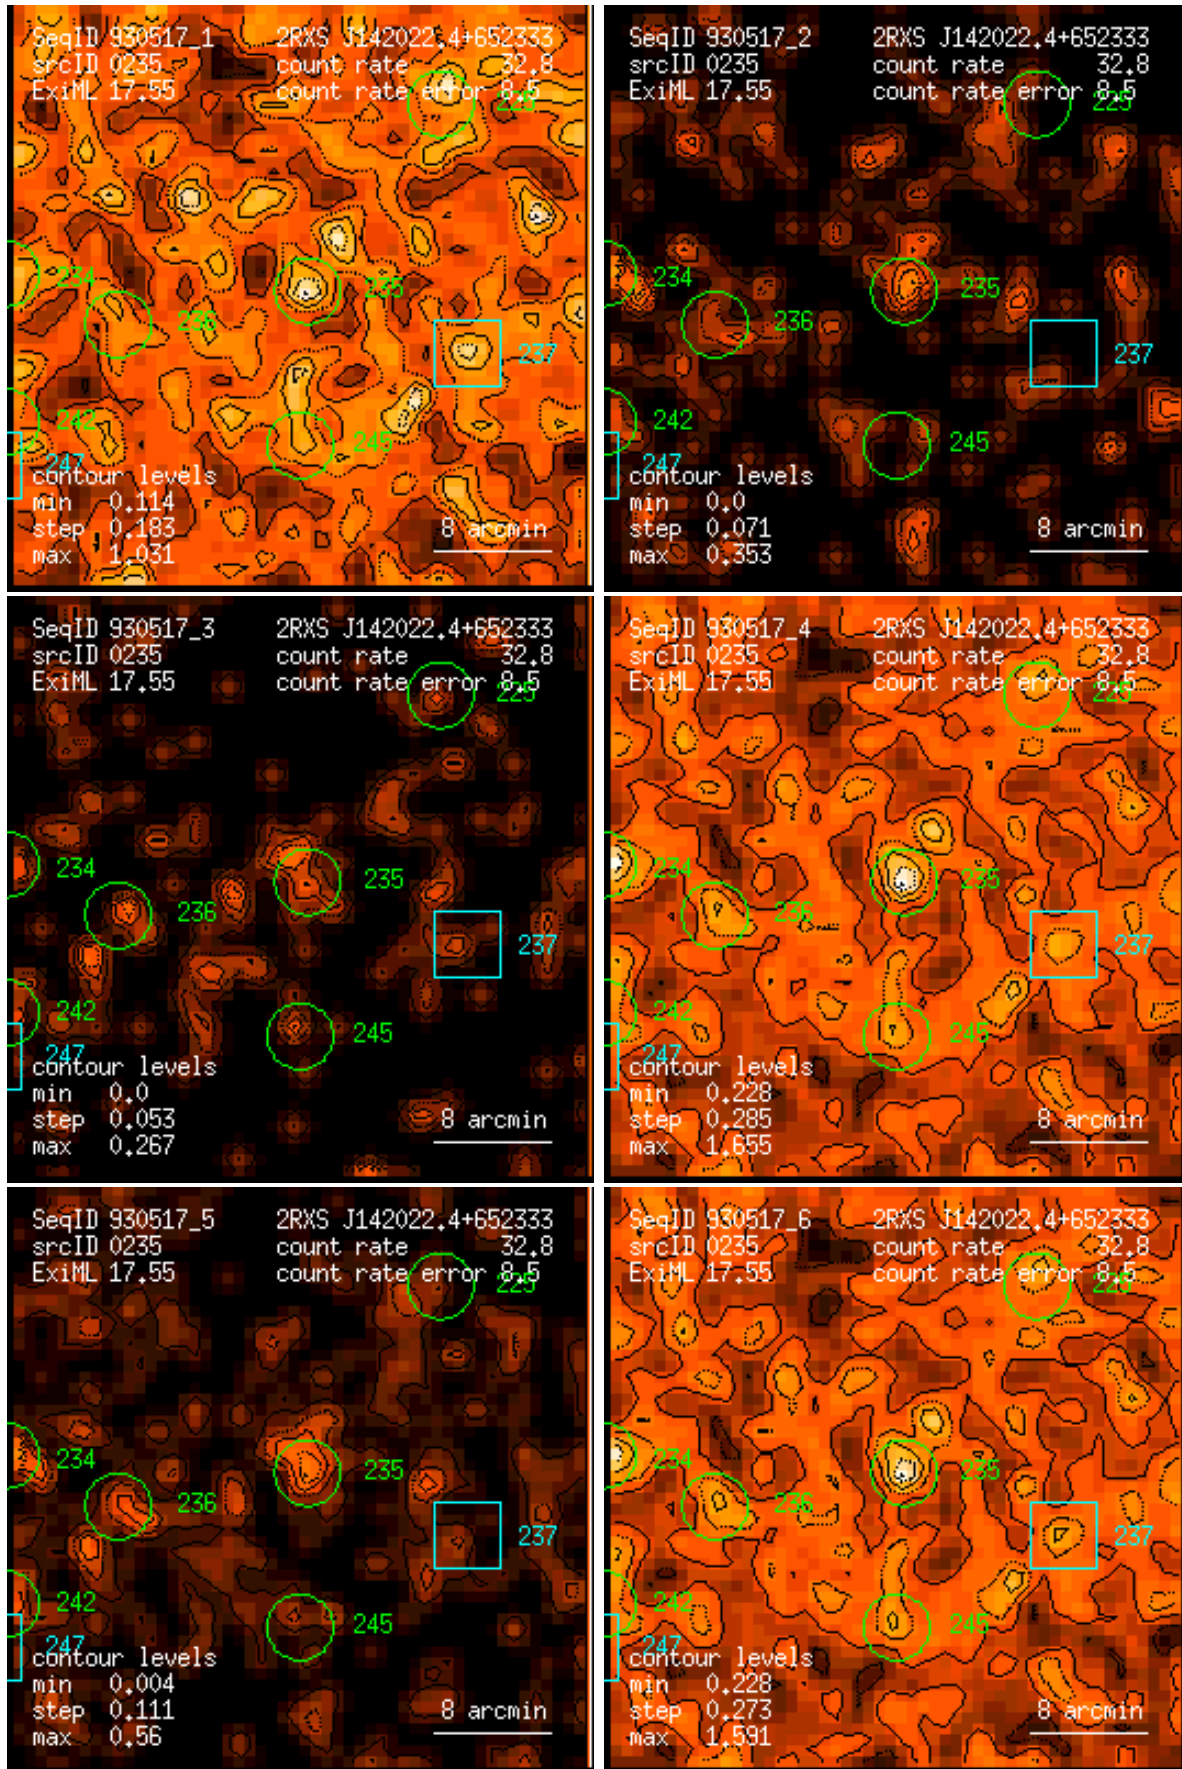 SeqID 930517_1 2RXS J142022.4+652333
srcID 0235 count rate 32.8
ExiML 17.55 count rate error 8.5
225
234
235
236
237
242
245
247
contour levels
min 0.114
step 0.183 8 arcmin
max 1.031
SeqID 930517_2 2RXS J142022.4+652333
srcID 0235 count rate 32.8
ExiML 17.55 count rate error 8.5
225
234
235
236
237
242
245
247
contour levels
min 0.0
step 0.071 8 arcmin
max 0.353
SeqID 930517_3 2RXS J142022.4+652333
srcID 0235 count rate 32.8
ExiML 17.55 count rate error 8.5
225
234
235
236
237
242
245
247
contour levels
min 0.0
step 0.053 8 arcmin
max 0.267
SeqID 930517_4 2RXS J142022.4+652333
srcID 0235 count rate 32.8
ExiML 17.55 count rate error 8.5
225
234
235
236
237
242
245
247
contour levels
min 0.228
step 0.285 8 arcmin
max 1.655
SeqID 930517_5 2RXS J142022.4+652333
srcID 0235 count rate 32.8
ExiML 17.55 count rate error 8.5
225
234
235
236
237
242
245
247
contour levels
min 0.004
step 0.111 8 arcmin
max 0.56
SeqID 930517_6 2RXS J142022.4+652333
srcID 0235 count rate 32.8
ExiML 17.55 count rate error 8.5
225
234
235
236
237
242
245
247
contour levels
min 0.228
step 0.273 8 arcmin
max 1.591